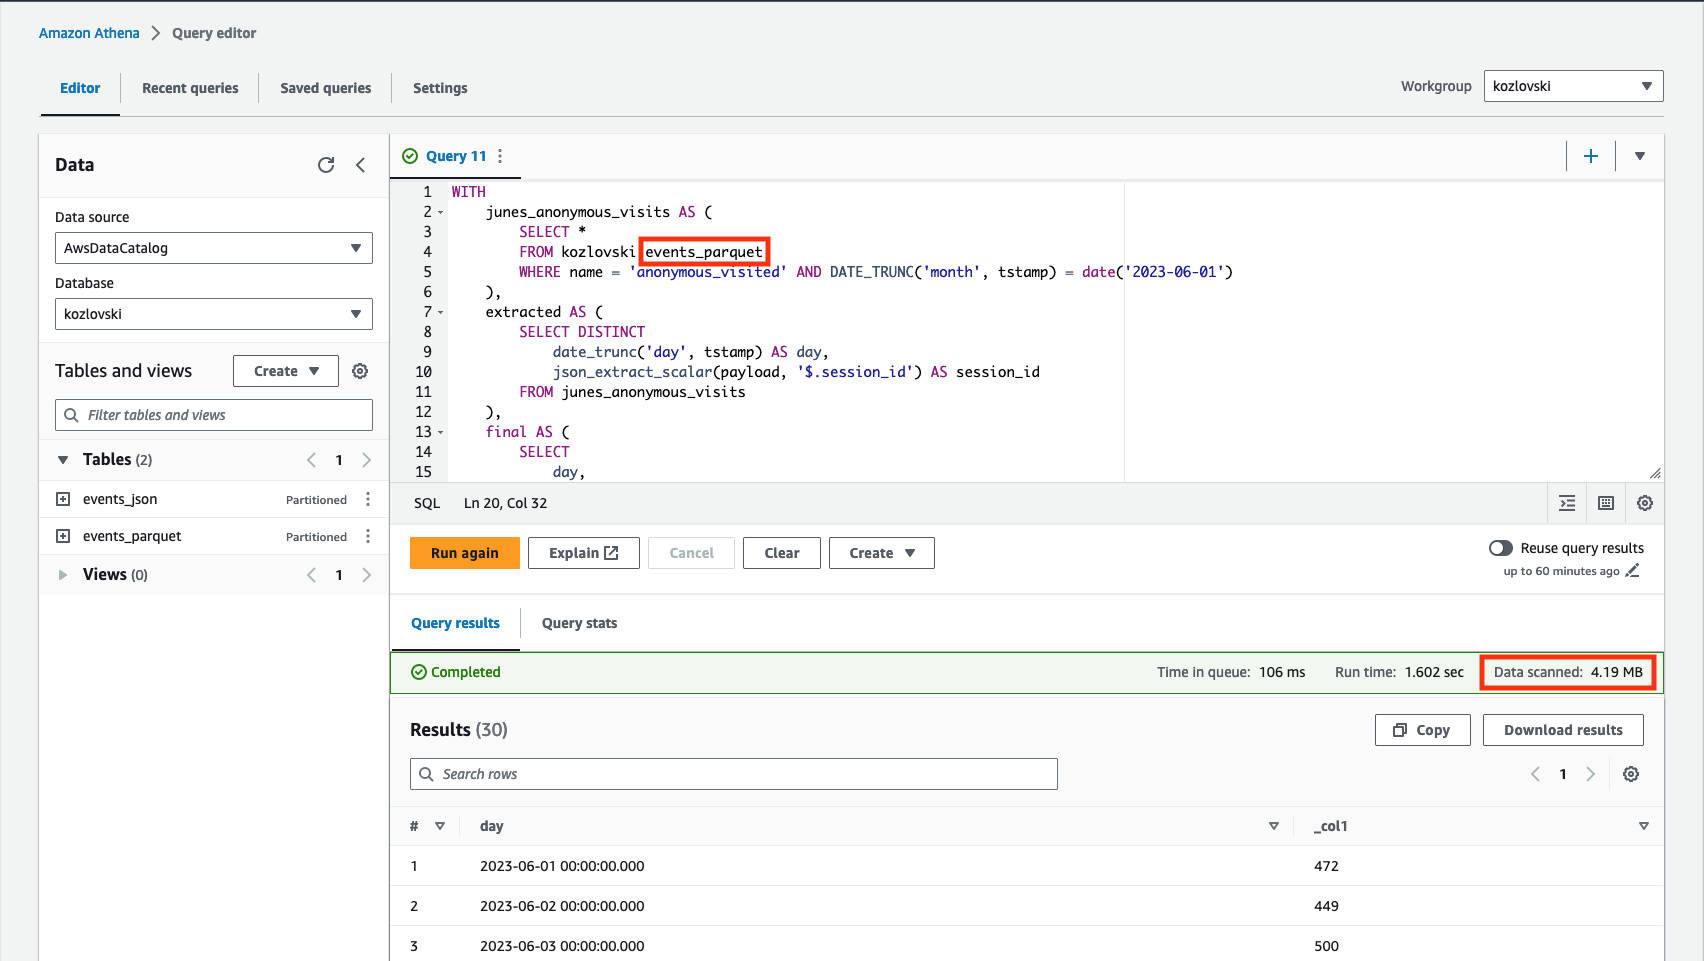 Amazon Athena > Query editor
Editor
Recent queries
Saved queries
Settings
Workgroup
kozlovski
Data
Data source
AwsDataCatalog
Database
kozlovski
Tables and views
Create
Filter tables and views
Tables (2)
1
events_json
Partitioned
events_parquet
Partitioned
Views (0)
1
Query 11
1 WITH
2 junes_anonymous_visits AS (
3 SELECT *
4 FROM kozlovski events_parquet
5 WHERE name = 'anonymous_visited' AND DATE_TRUNC('month', tstamp) = date('2023-06-01')
6 ),
7 extracted AS (
8 SELECT DISTINCT
9 date_trunc('day', tstamp) AS day,
10 json_extract_scalar(payload, '$.session_id') AS session_id
11 FROM junes_anonymous_visits
12 ),
13 final AS (
14 SELECT
15 day,
SQL Ln 20, Col 32
Run again
Explain
Cancel
Clear
Create
Reuse query results
up to 60 minutes ago
Query results
Query stats
Completed
Time in queue: 106 ms
Run time: 1.602 sec
Data scanned: 4.19 MB
Results (30)
Copy
Download results
Search rows
1
# day _col1
1 2023-06-01 00:00:00.000 472
2 2023-06-02 00:00:00.000 449
3 2023-06-03 00:00:00.000 500